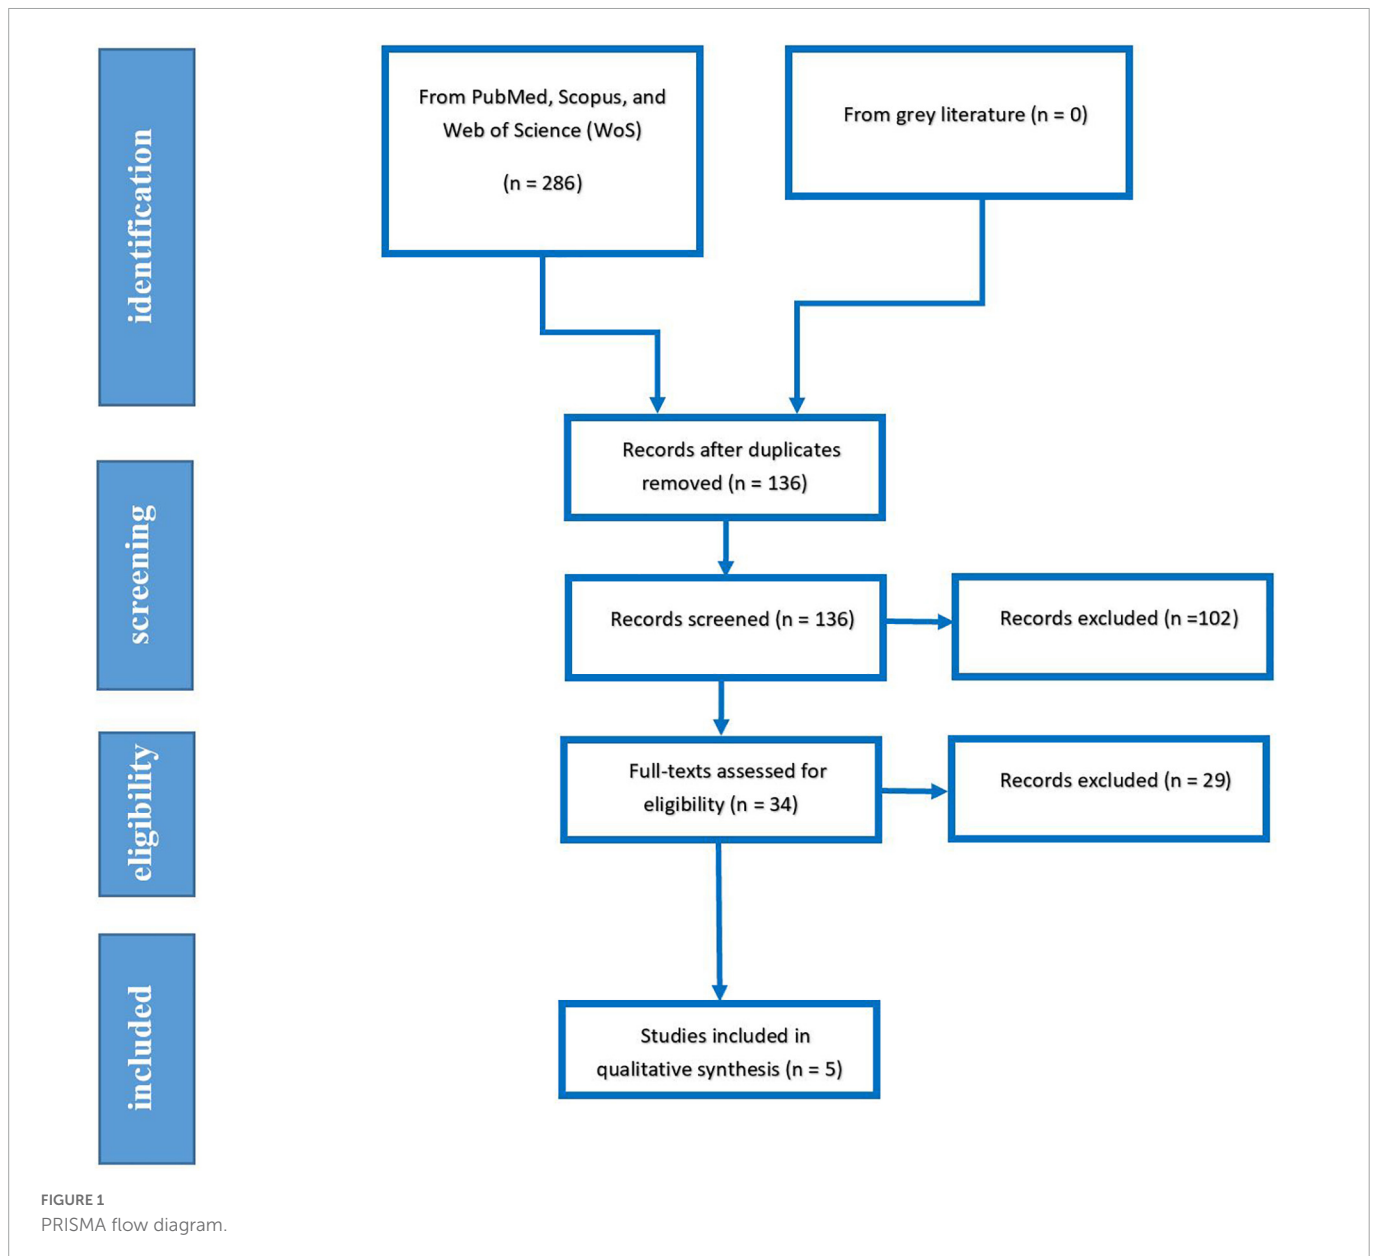 identification
From PubMed, Scopus, and
Web of Science (WoS)
(n = 286)
From grey literature (n = 0)
Records after duplicates
removed (n = 136)
screening
Records screened (n = 136)
Records excluded (n =102)
eligibility
Full-texts assessed for
eligibility (n = 34)
Records excluded (n = 29)
included
Studies included in
qualitative synthesis (n = 5)
FIGURE 1
PRISMA flow diagram.